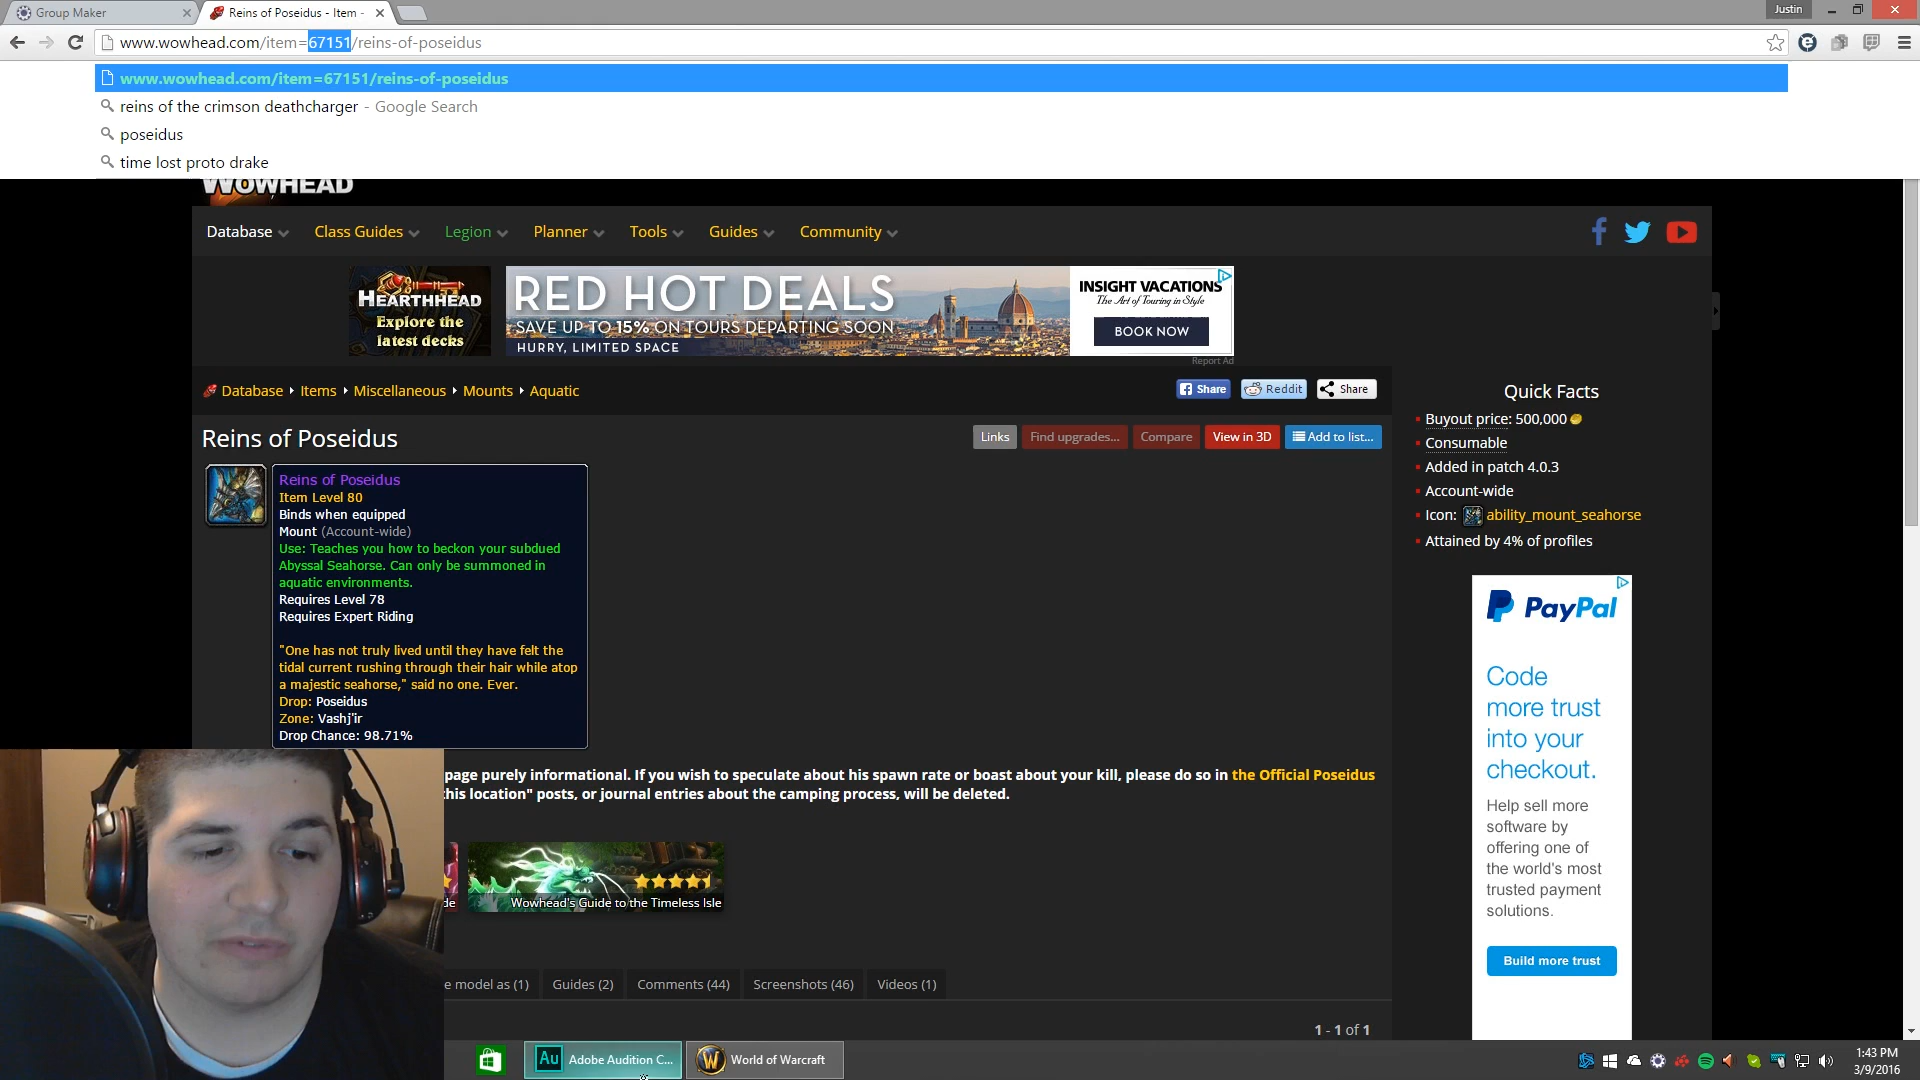 Group Maker
Reins of Poseidus - Item -
Justin
www.wowhead.com/item=67151/reins-of-poseidus
www.wowhead.com/item=67151/reins-of-poseidus
reins of the crimson deathcharger - Google Search
poseidus
time lost proto drake
WOWHEAD
Database Class Guides Legion Planner Tools Guides Community
HEARTHHEAD
Explore the
latest decks
RED HOT DEALS
SAVE UP TO 15% ON TOURS DEPARTING SOON
HURRY, LIMITED SPACE
INSIGHT VACATIONS
The Art of Touring in Style
BOOK NOW
Report Ad
Database Items Miscellaneous Mounts Aquatic
Share Reddit Share
Reins of Poseidus
Links Find upgrades... Compare View in 3D Add to list...
Reins of Poseidus
Item Level 80
Binds when equipped
Mount (Account-wide)
Use: Teaches you how to beckon your subdued
Abyssal Seahorse. Can only be summoned in
aquatic environments.
Requires Level 78
Requires Expert Riding
"One has not truly lived until they have felt the
tidal current rushing through their hair while atop
a majestic seahorse," said no one. Ever.
Drop: Poseidus
Zone: Vashj'ir
Drop Chance: 98.71%
Quick Facts
Buyout price: 500,000
Consumable
Added in patch 4.0.3
Account-wide
Icon: ability_mount_seahorse
Attained by 4% of profiles
PayPal
Code
more trust
into your
checkout.
Help sell more
software by
offering one of
the world's most
trusted payment
solutions.
Build more trust
page purely informational. If you wish to speculate about his spawn rate or boast about your kill, please do so in the Official Poseidus
his location" posts, or journal entries about the camping process, will be deleted.
de
Wowhead's Guide to the Timeless Isle
e model as (1) Guides (2) Comments (44) Screenshots (46) Videos (1)
1 - 1 of 1
Au Adobe Audition C...
World of Warcraft
1:43 PM
3/9/2016